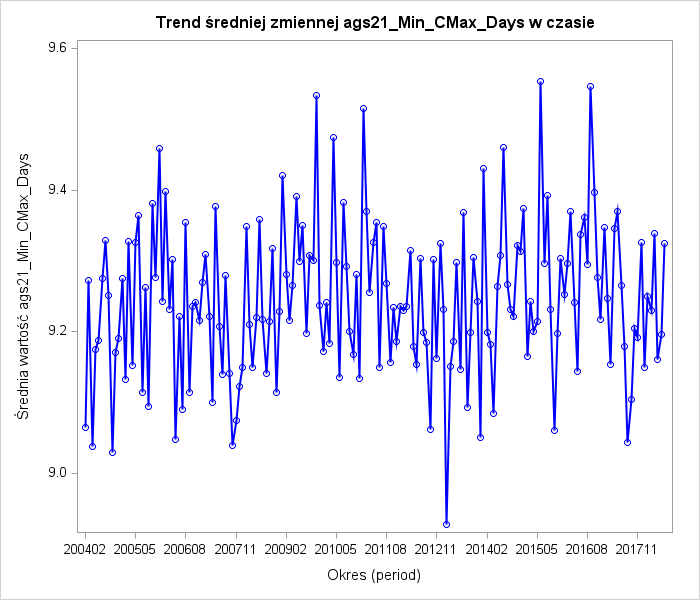 Trend średniej zmiennej ags21_Min_CMax_Days w czasie
Średnia wartość ags21_Min_CMax_Days
9.6
9.4
9.2
9.0
200402 200505 200608 200711 200902 201005 201108 201211 201402 201505 201608 201711
Okres (period)